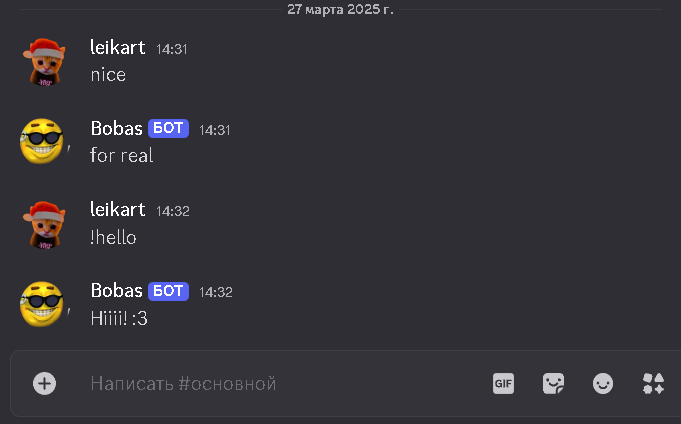 27 марта 2025 г.
leikart 14:31
nice
Bobas БОТ 14:31
for real
leikart 14:32
!hello
Bobas БОТ 14:32
Hiiii! :3
Написать #основной
GIF